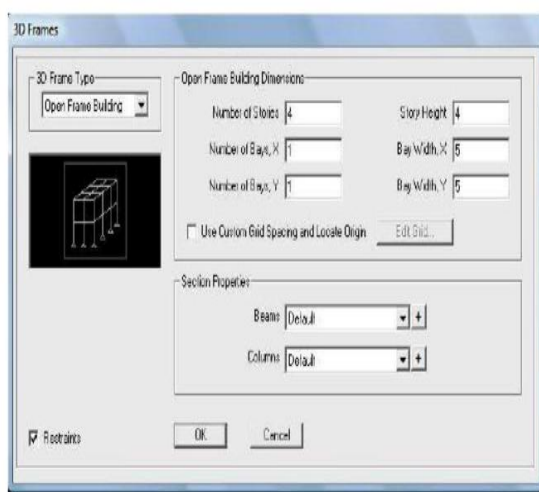 3D Frames
3D Frame Type
Open Frame Building
Open Frame Building Dimensions
Number of Stories 4 Story Height 4
Number of Bays, X 1 Bay Width, X 5
Number of Bays, Y 1 Bay Width, Y 5
Use Custom Grid Spacing and Locate Origin Edit Grid...
Section Properties
Beams Default +
Columns Default +
Restraints OK Cancel